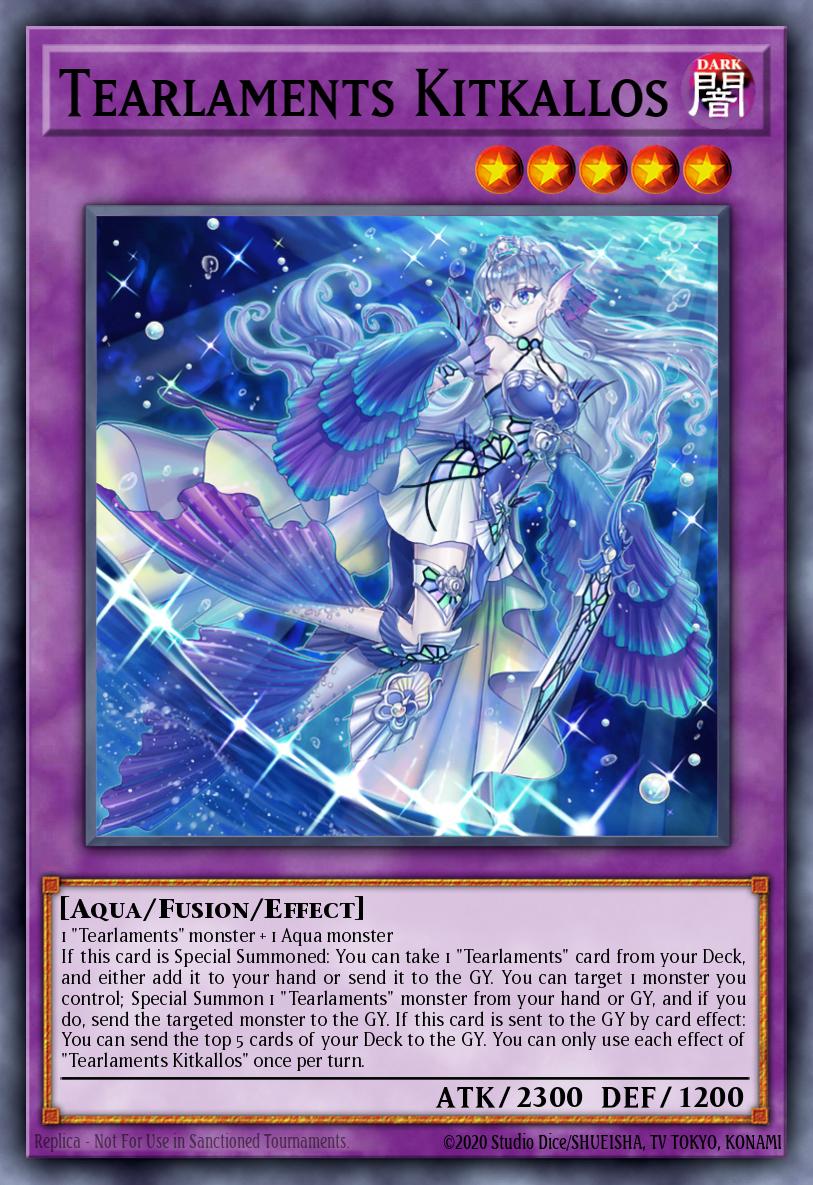 Tearlaments Kitkallos
DARK
闇
[Aqua/Fusion/Effect]
1 "Tearlaments" monster + 1 Aqua monster
If this card is Special Summoned: You can take 1 "Tearlaments" card from your Deck,
and either add it to your hand or send it to the GY. You can target 1 monster you
control; Special Summon 1 "Tearlaments" monster from your hand or GY, and if you
do, send the targeted monster to the GY. If this card is sent to the GY by card effect:
You can send the top 5 cards of your Deck to the GY. You can only use each effect of
"Tearlaments Kitkallos" once per turn.
ATK/2300 DEF/1200
Replica - Not For Use in Sanctioned Tournaments.
©2020 Studio Dice/SHUEISHA, TV TOKYO, KONAMI